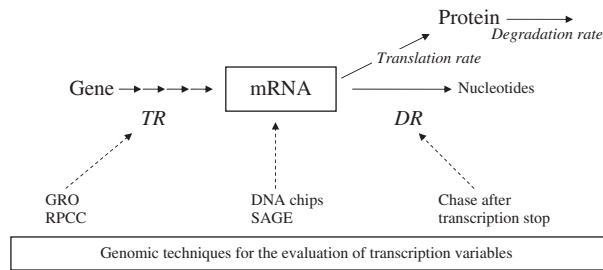 Protein
Degradation rate
Translation rate
Gene
mRNA
Nucleotides
TR
DR
GRO
RPCC
DNA chips
SAGE
Chase after
transcription stop
Genomic techniques for the evaluation of transcription variables